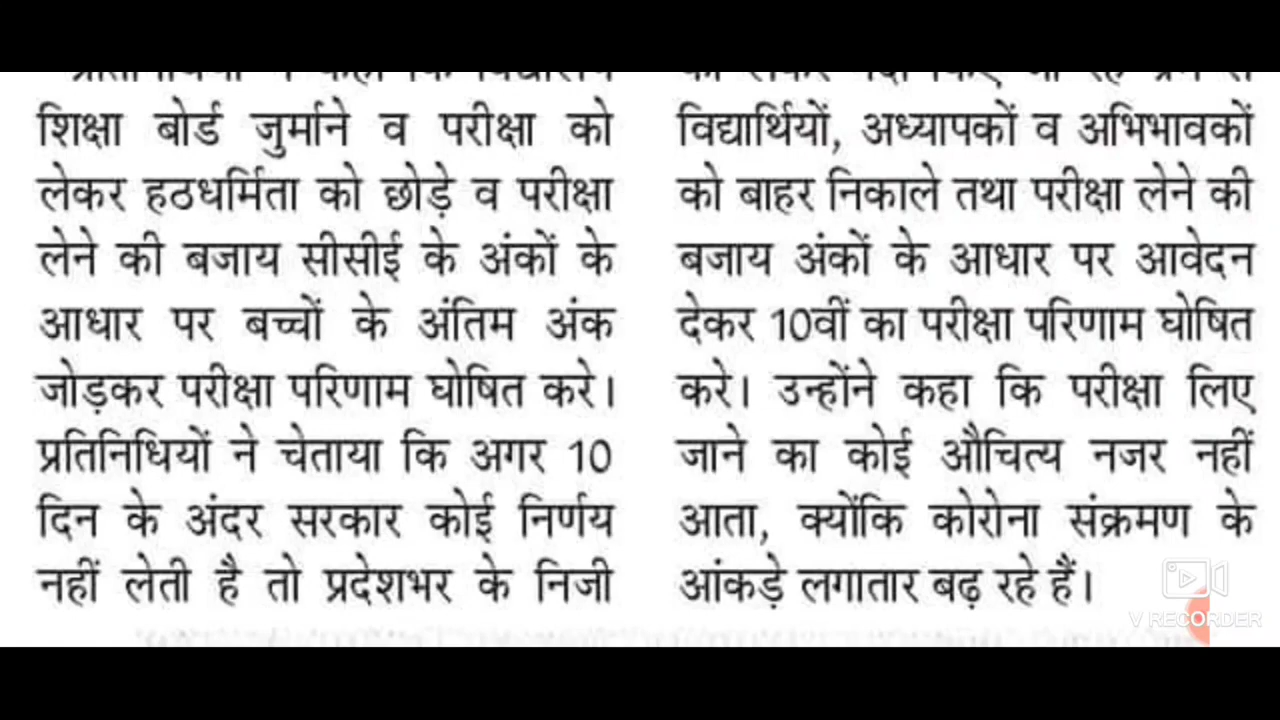 शिक्षा बोर्ड जुर्माने व परीक्षा को
लेकर हठधर्मिता को छोड़े व परीक्षा
लेने की बजाय सीसीई के अंकों के
आधार पर बच्चों के अंतिम अंक
जोड़कर परीक्षा परिणाम घोषित करे।
प्रतिनिधियों ने चेताया कि अगर 10
दिन के अंदर सरकार कोई निर्णय
नहीं लेती है तो प्रदेशभर के निजी
विद्यार्थियों, अध्यापकों व अभिभावकों
को बाहर निकाले तथा परीक्षा लेने की
बजाय अंकों के आधार पर आवेदन
देकर 10वीं का परीक्षा परिणाम घोषित
करे। उन्होंने कहा कि परीक्षा लिए
जाने का कोई औचित्य नजर नहीं
आता, क्योंकि कोरोना संक्रमण के
आंकड़े लगातार बढ़ रहे हैं।
V RECORDER